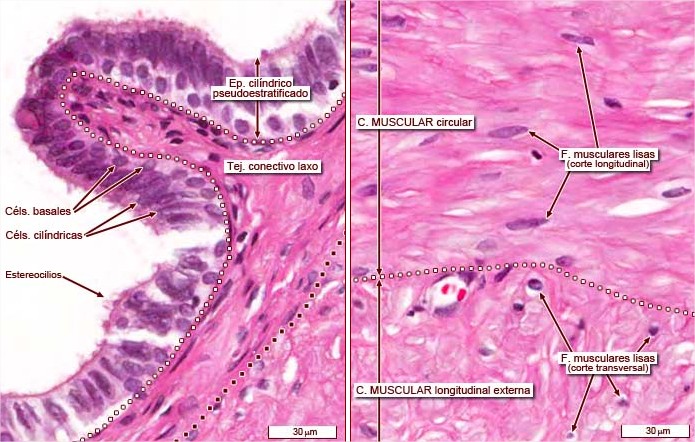 Ep. cilíndrico
pseudoestratificado
Tej. conectivo laxo
Céls. basales
Céls. cilíndricas
Estereocilios
30 µm
C. MUSCULAR circular
F. musculares lisas
(corte longitudinal)
F. musculares lisas
(corte transversal)
C. MUSCULAR longitudinal externa
30 µm